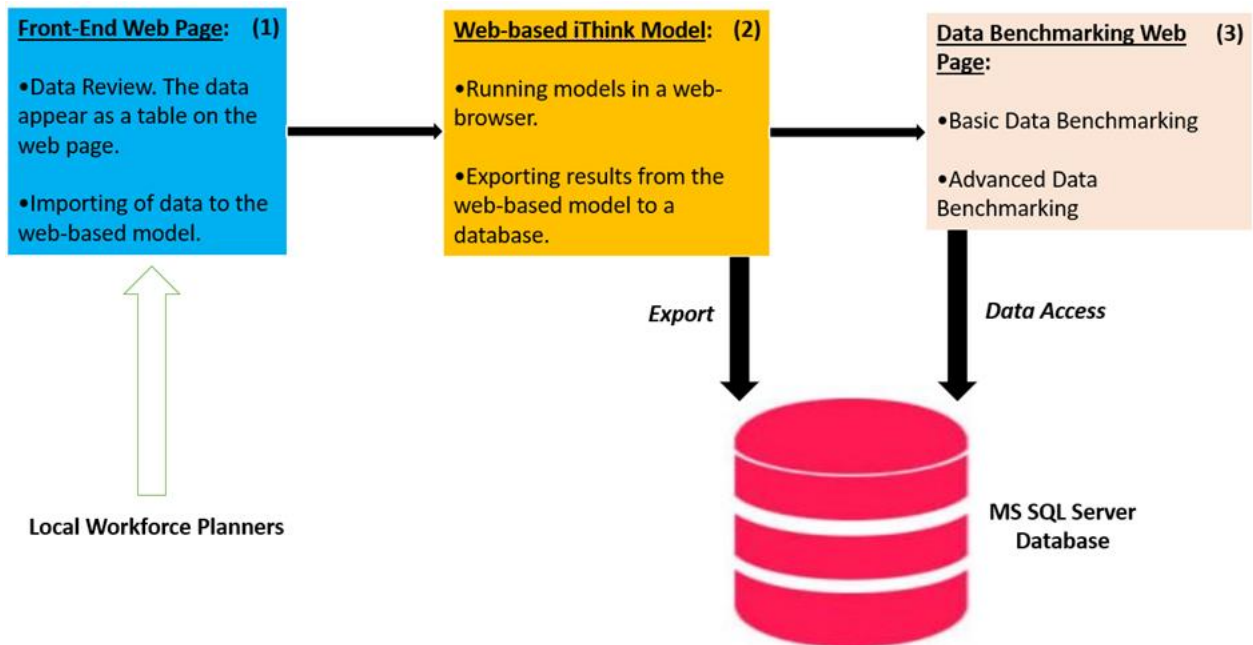 Front-End Web Page: (1)
•Data Review. The data
appear as a table on the
web page.
•Importing of data to the
web-based model.
Web-based iThink Model: (2)
•Running models in a web-
browser.
•Exporting results from the
web-based model to a
database.
Data Benchmarking Web (3)
Page:
•Basic Data Benchmarking
•Advanced Data
Benchmarking
Export
Data Access
Local Workforce Planners
MS SQL Server
Database